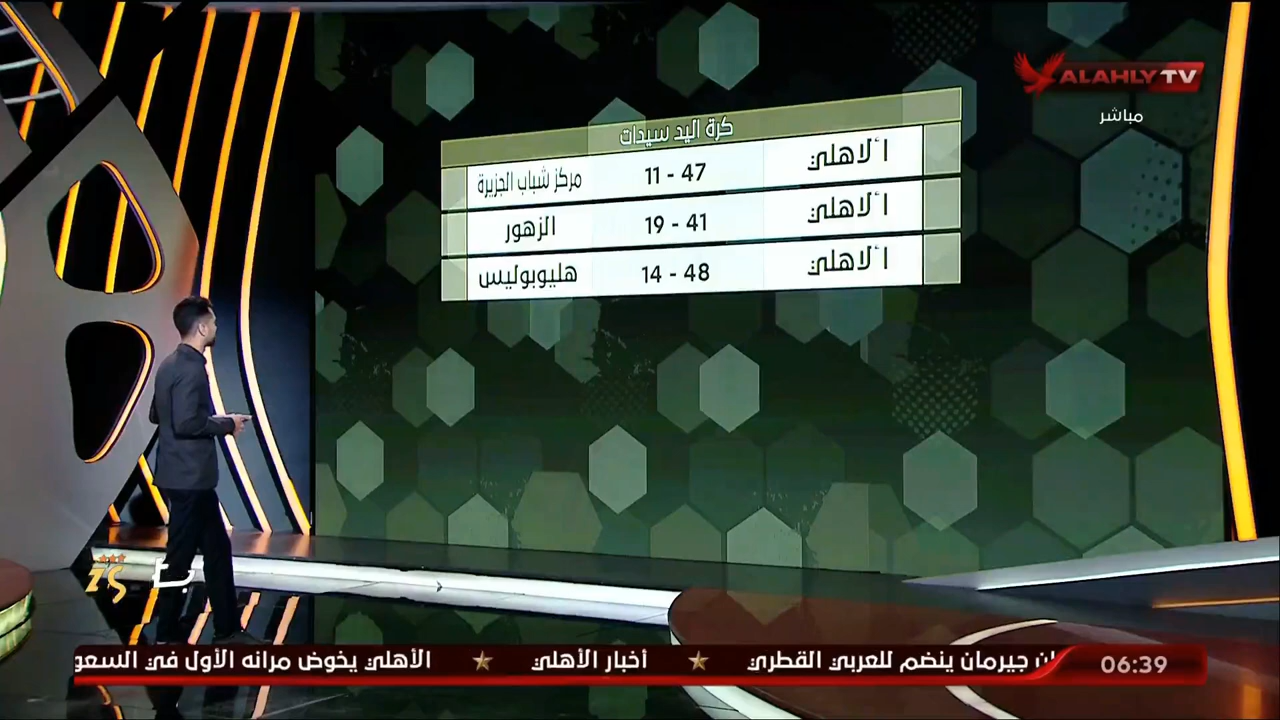 ALAHLY TV
مباشر
كرة اليد سيدات
الأهلي 47 - 11 مركز شباب الجزيرة
الأهلي 41 - 19 الزهور
الأهلي 48 - 14 هليوبوليس
06:39
جيرمان ينضم للعربي القطري ★ أخبار الأهلي ★ الأهلي يخوض مرانه الأول في